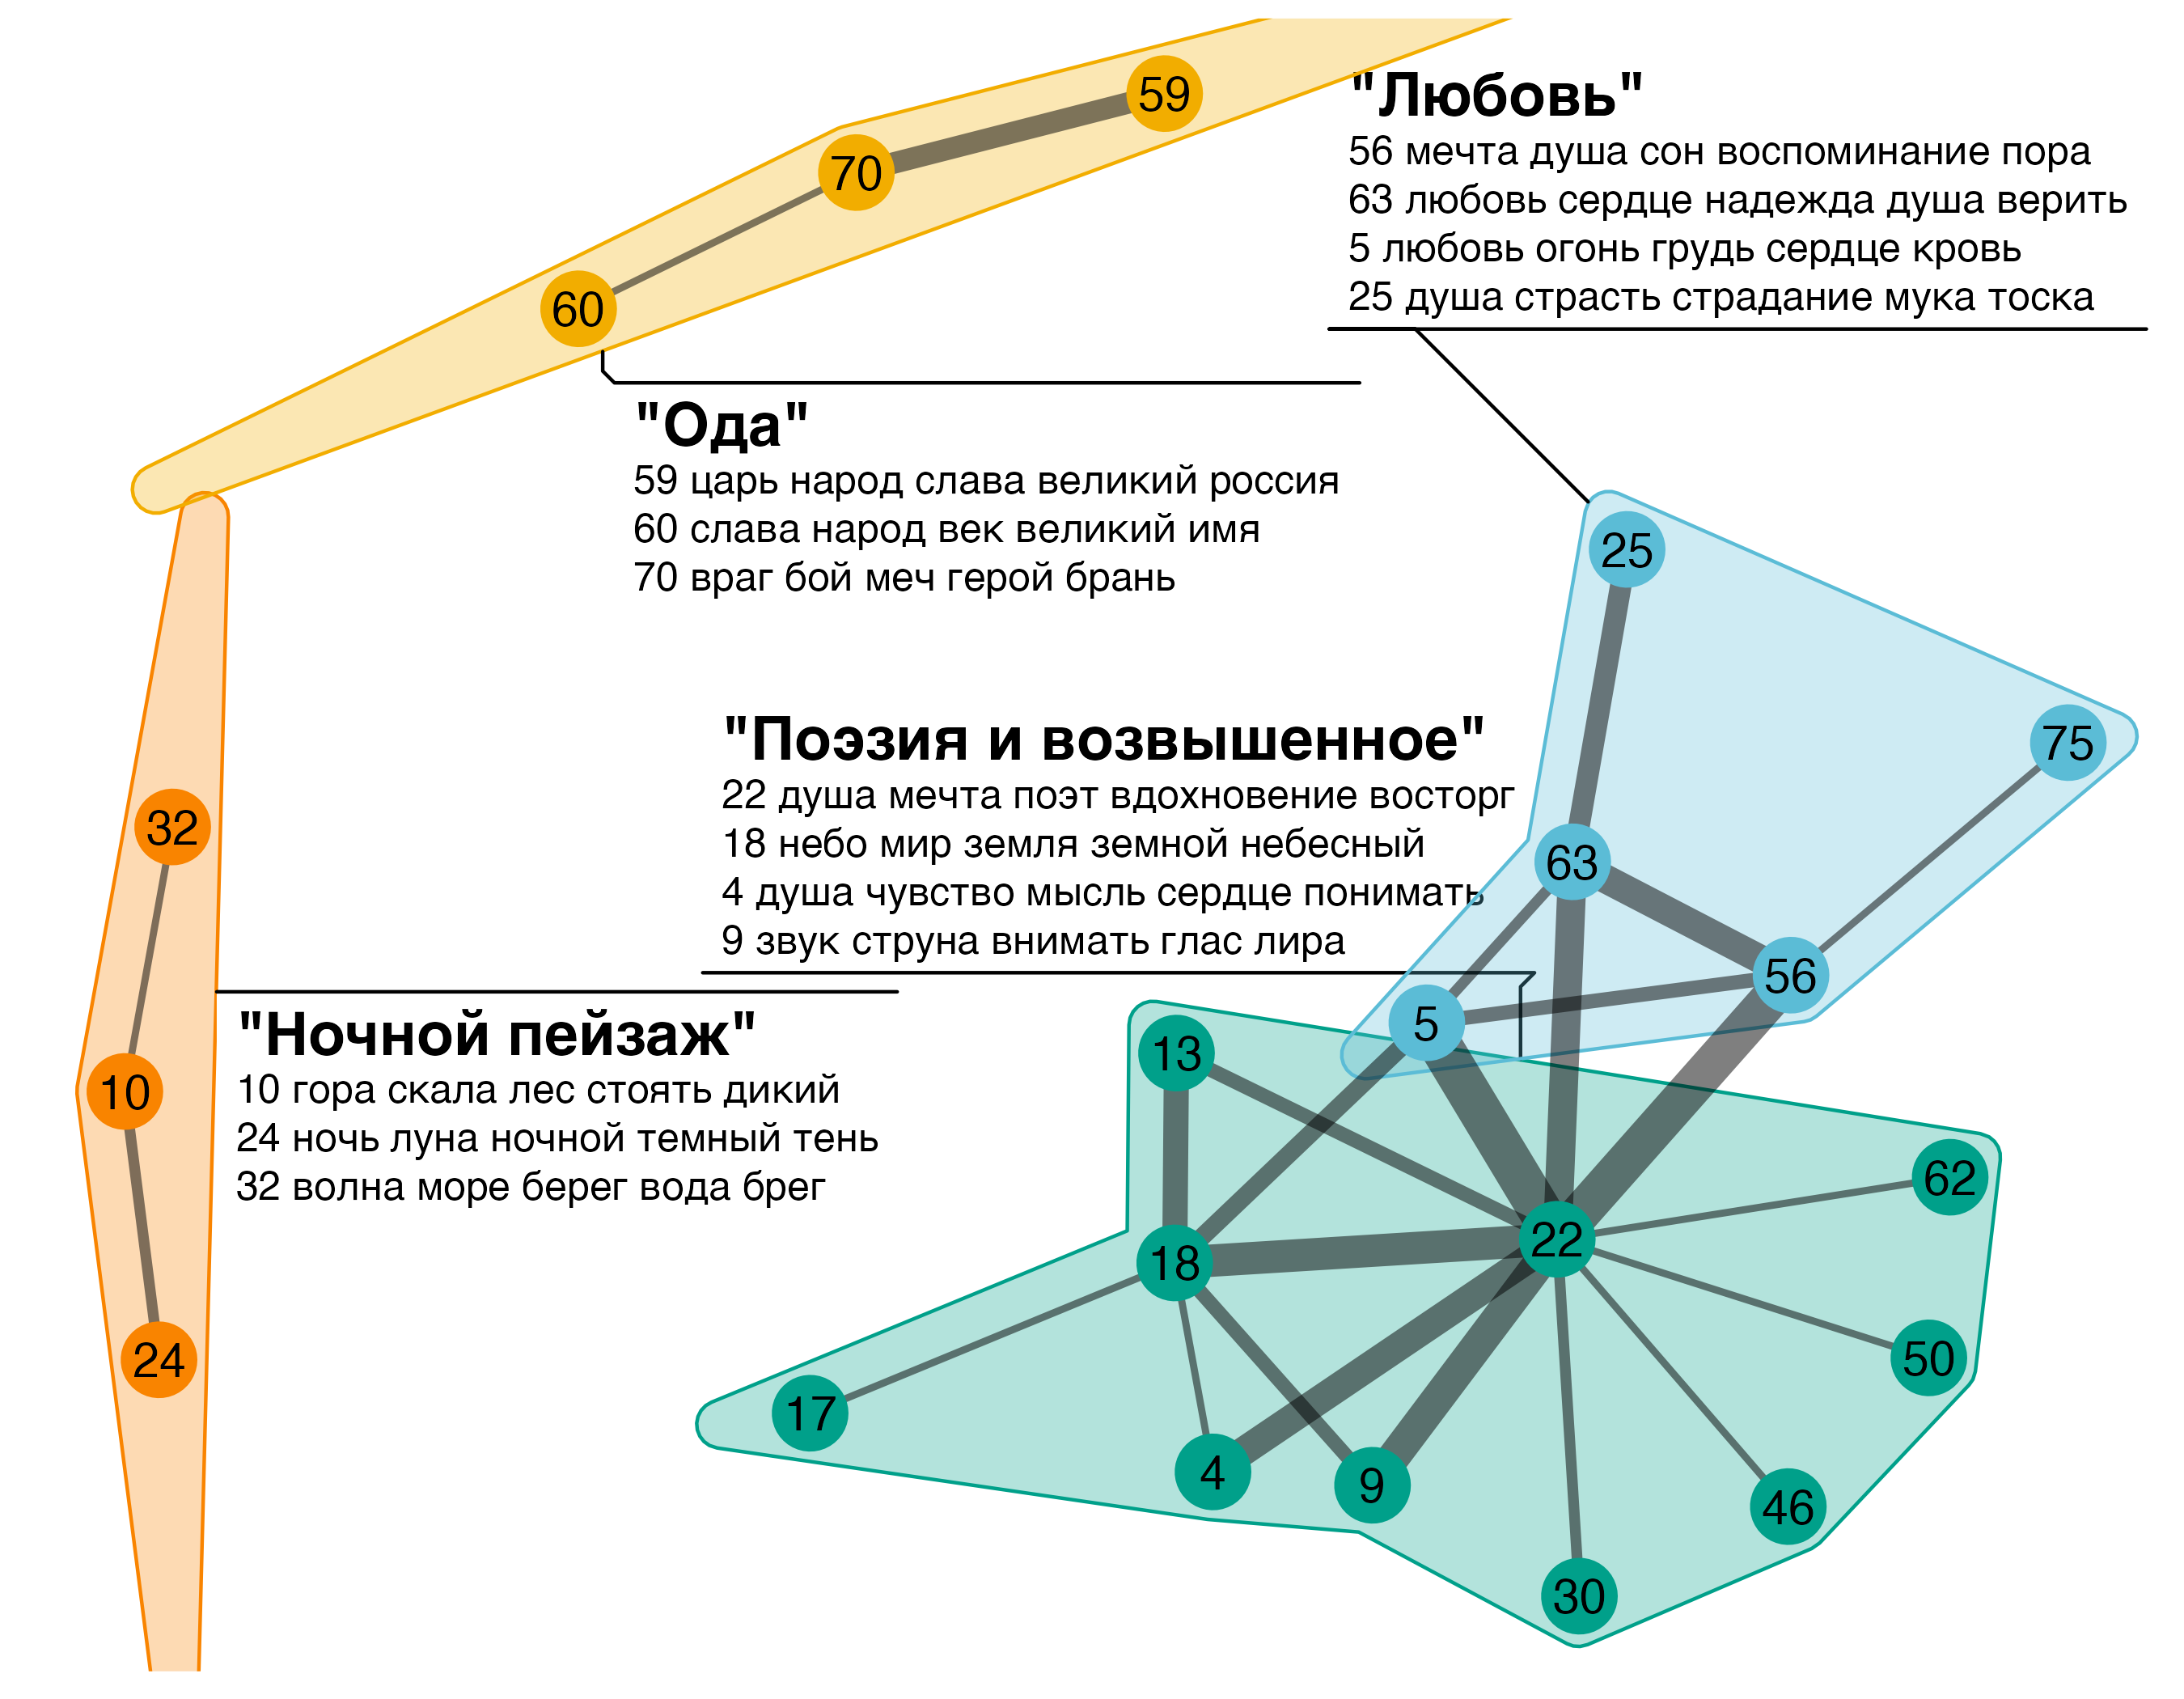 59
70
60
"Любовь"
56 мечта душа сон воспоминание пора
63 любовь сердце надежда душа верить
5 любовь огонь грудь сердце кровь
25 душа страсть страдание мука тоска
"Ода"
59 царь народ слава великий россия
60 слава народ век великий имя
70 враг бой меч герой брань
25
75
"Поэзия и возвышенное"
22 душа мечта поэт вдохновение восторг
18 небо мир земля земной небесный
4 душа чувство мысль сердце понимать
9 звук струна внимать глас лира
32
10
24
"Ночной пейзаж"
10 гора скала лес стоять дикий
24 ночь луна ночной темный тень
32 волна море берег вода брег
63
56
5
13
62
22
18
50
17
4
9
46
30